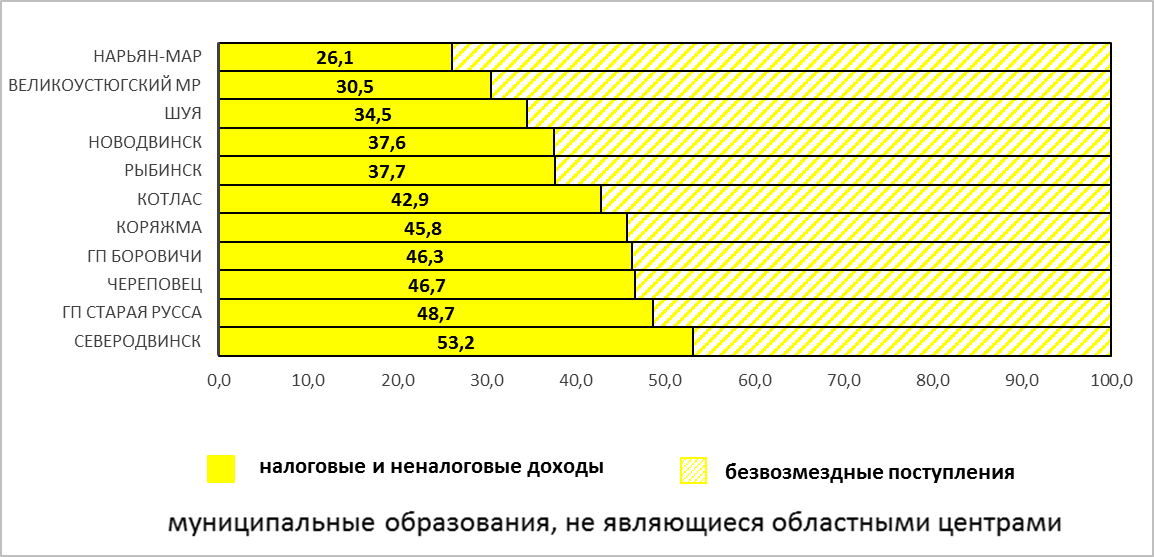 НАРЬЯН-МАР 26,1
ВЕЛИКОУСТЮГСКИЙ МР 30,5
ШУЯ 34,5
НОВОДВИНСК 37,6
РЫБИНСК 37,7
КОТЛАС 42,9
КОРЯЖМА 45,8
ГП БОРОВИЧИ 46,3
ЧЕРЕПОВЕЦ 46,7
ГП СТАРАЯ РУССА 48,7
СЕВЕРОДВИНСК 53,2
0,0 10,0 20,0 30,0 40,0 50,0 60,0 70,0 80,0 90,0 100,0
налоговые и неналоговые доходы безвозмездные поступления
муниципальные образования, не являющиеся областными центрами